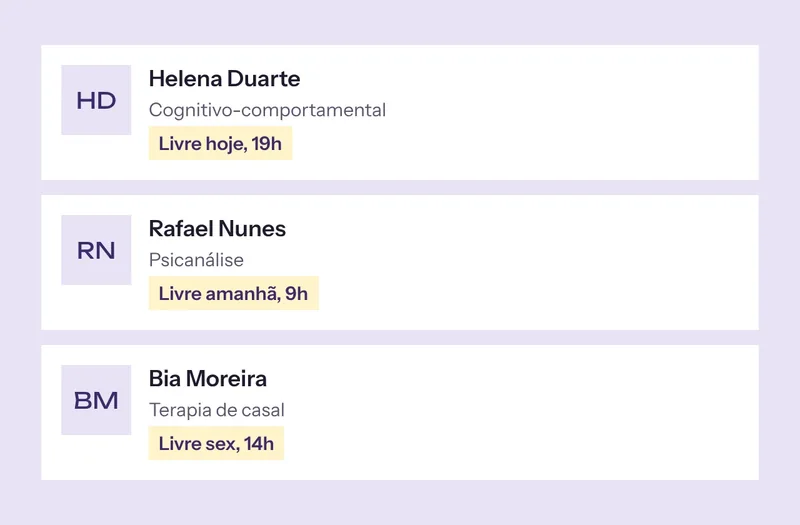 HD
Helena Duarte
Cognitivo-comportamental
Livre hoje, 19h
RN
Rafael Nunes
Psicanálise
Livre amanhã, 9h
BM
Bia Moreira
Terapia de casal
Livre sex, 14h